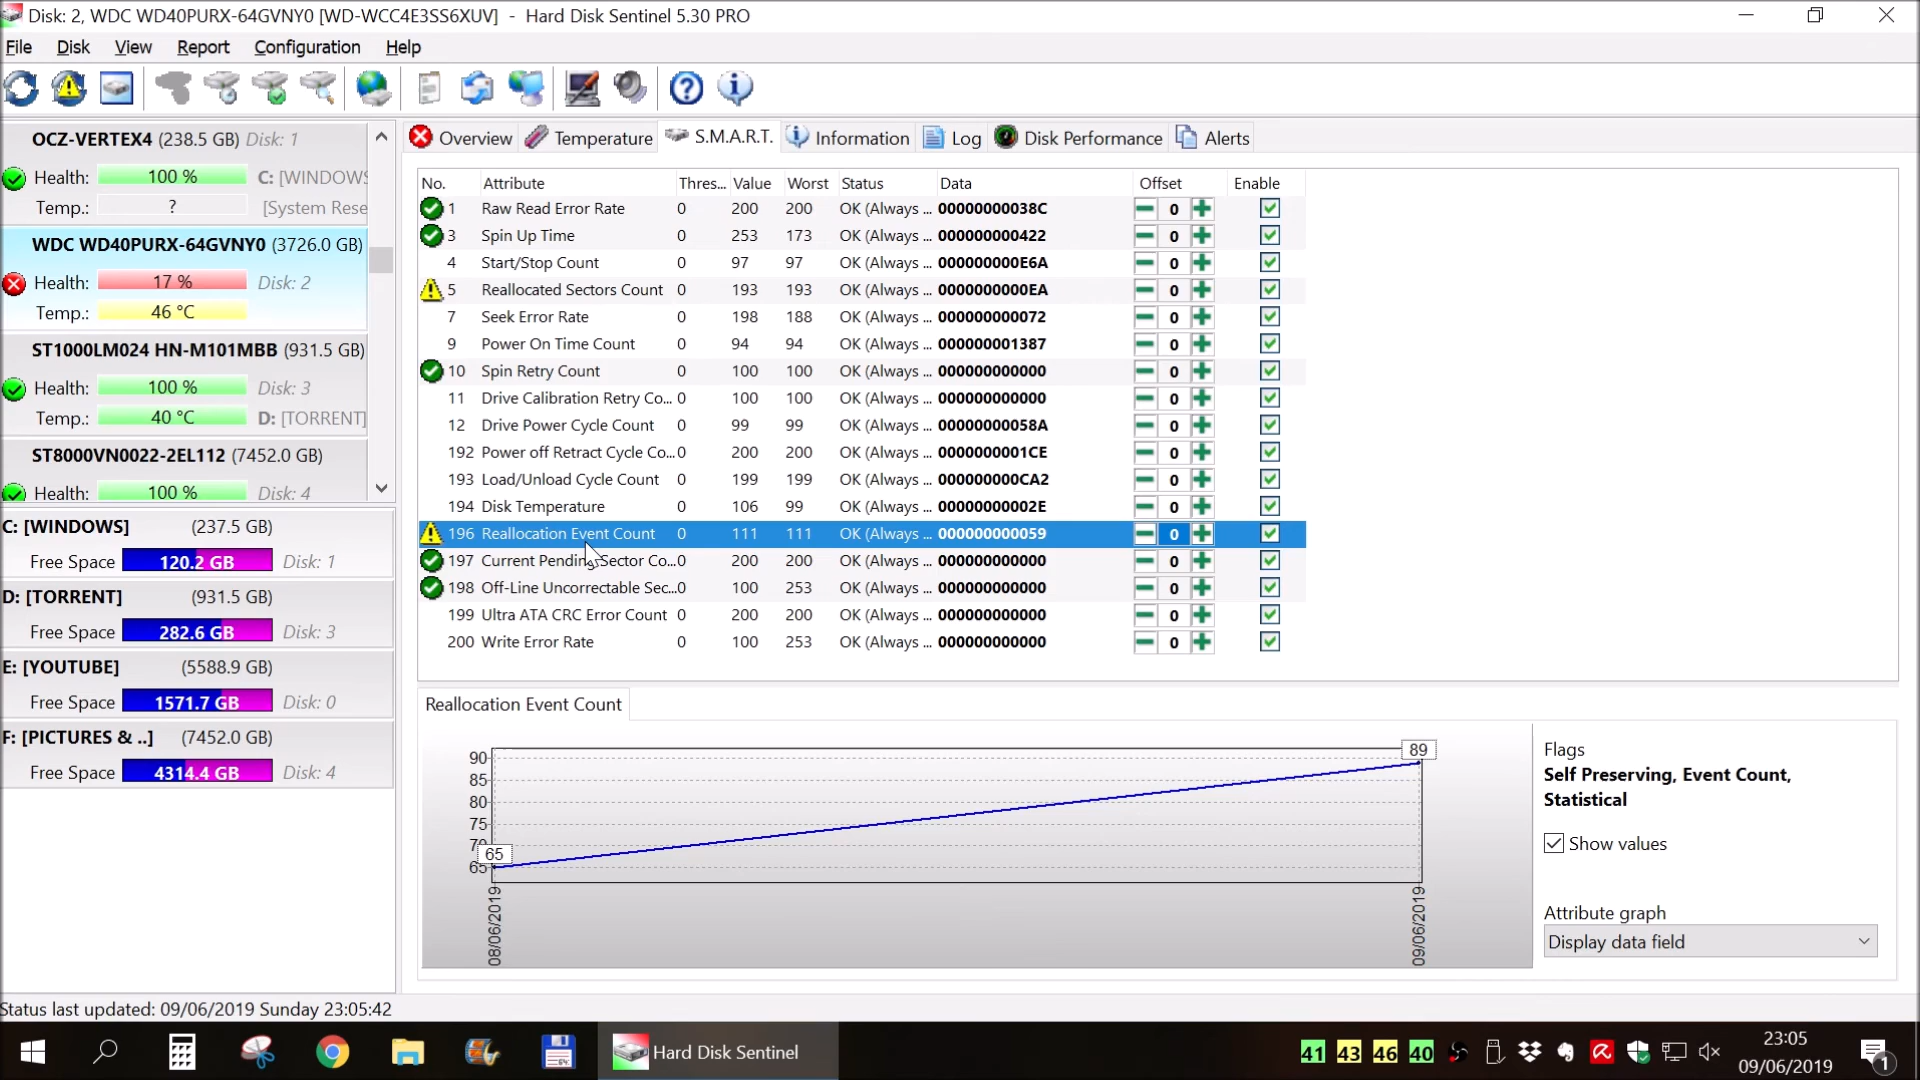 Disk: 2, WDC WD40PURX-64GVNY0 [WD-WCC4E3SS6XUV] - Hard Disk Sentinel 5.30 PRO
File Disk View Report Configuration Help
OCZ-VERTEX4 (238.5 GB) Disk: 1
Health: 100 % C: [WINDOWS
Temp.: ? [System Rese
WDC WD40PURX-64GVNY0 (3726.0 GB)
Health: 17 % Disk: 2
Temp.: 46 °C
ST1000LM024 HN-M101MBB (931.5 GB)
Health: 100 % Disk: 3
Temp.: 40 °C D: [TORRENT]
ST8000VN0022-2EL112 (7452.0 GB)
Health: 100 % Disk: 4
C: [WINDOWS] (237.5 GB)
Free Space 120.2 GB Disk: 1
D: [TORRENT] (931.5 GB)
Free Space 282.6 GB Disk: 3
E: [YOUTUBE] (5588.9 GB)
Free Space 1571.7 GB Disk: 0
F: [PICTURES & ..] (7452.0 GB)
Free Space 4314.4 GB Disk: 4
Overview Temperature S.M.A.R.T. Information Log Disk Performance Alerts
No. Attribute Thres... Value Worst Status Data Offset Enable
1 Raw Read Error Rate 0 200 200 OK (Always ... 00000000038C 0
3 Spin Up Time 0 253 173 OK (Always ... 000000000422 0
4 Start/Stop Count 0 97 97 OK (Always ... 000000000E6A 0
5 Reallocated Sectors Count 0 193 193 OK (Always ... 0000000000EA 0
7 Seek Error Rate 0 198 188 OK (Always ... 000000000072 0
9 Power On Time Count 0 94 94 OK (Always ... 000000001387 0
10 Spin Retry Count 0 100 100 OK (Always ... 000000000000 0
11 Drive Calibration Retry Co... 0 100 100 OK (Always ... 000000000000 0
12 Drive Power Cycle Count 0 99 99 OK (Always ... 00000000058A 0
192 Power off Retract Cycle Co... 0 200 200 OK (Always ... 0000000001CE 0
193 Load/Unload Cycle Count 0 199 199 OK (Always ... 000000000CA2 0
194 Disk Temperature 0 106 99 OK (Always ... 00000000002E 0
196 Reallocation Event Count 0 111 111 OK (Always ... 000000000059 0
197 Current Pending Sector Co... 0 200 200 OK (Always ... 000000000000 0
198 Off-Line Uncorrectable Sec... 0 100 253 OK (Always ... 000000000000 0
199 Ultra ATA CRC Error Count 0 200 200 OK (Always ... 000000000000 0
200 Write Error Rate 0 100 253 OK (Always ... 000000000000 0
Reallocation Event Count
90
85
80
75
70
65
65
89
08/06/2019
09/06/2019
Flags
Self Preserving, Event Count,
Statistical
Show values
Attribute graph
Display data field
Status last updated: 09/06/2019 Sunday 23:05:42
Hard Disk Sentinel
41 43 46 40
23:05
09/06/2019
1